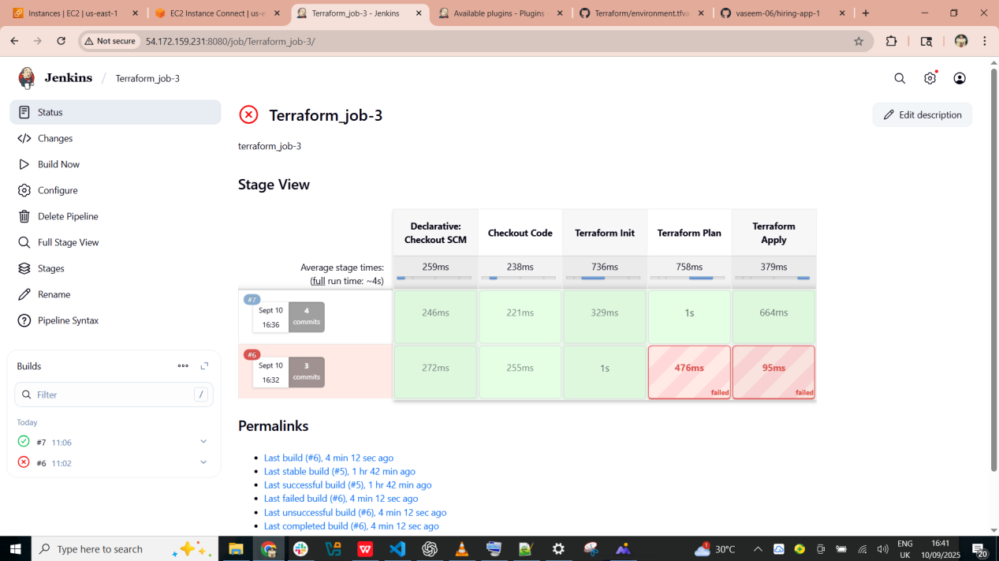 Instances | EC2 | us-east-1
EC2 Instance Connect | us-e
Terraform_job-3 - Jenkins
Available plugins - Plugins
Terraform/environment.tfva
vaseem-06/hiring-app-1
Not secure
54.172.159.231:8080/job/Terraform_job-3/
Jenkins / Terraform_job-3
Status
Changes
Build Now
Configure
Delete Pipeline
Full Stage View
Stages
Rename
Pipeline Syntax
Builds
Filter
/
Today
#7 11:06
#6 11:02
Terraform_job-3
Edit description
terraform_job-3
Stage View
Declarative: Checkout SCM
Checkout Code
Terraform Init
Terraform Plan
Terraform Apply
Average stage times:
(full run time: ~4s)
259ms
238ms
736ms
758ms
379ms
#7
Sept 10
16:36
4
commits
246ms
221ms
329ms
1s
664ms
#6
Sept 10
16:32
3
commits
272ms
255ms
1s
476ms
failed
95ms
failed
Permalinks
Last build (#6), 4 min 12 sec ago
Last stable build (#5), 1 hr 42 min ago
Last successful build (#5), 1 hr 42 min ago
Last failed build (#6), 4 min 12 sec ago
Last unsuccessful build (#6), 4 min 12 sec ago
Last completed build (#6), 4 min 12 sec ago
Type here to search
30°C
ENG
UK
16:41
10/09/2025
20